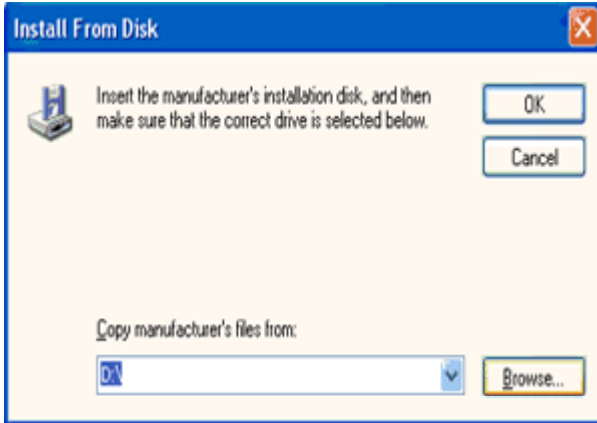 Install From Disk
Insert the manufacturer's installation disk, and then
make sure that the correct drive is selected below.
OK
Cancel
Copy manufacturer's files from:
D:\
Browse...